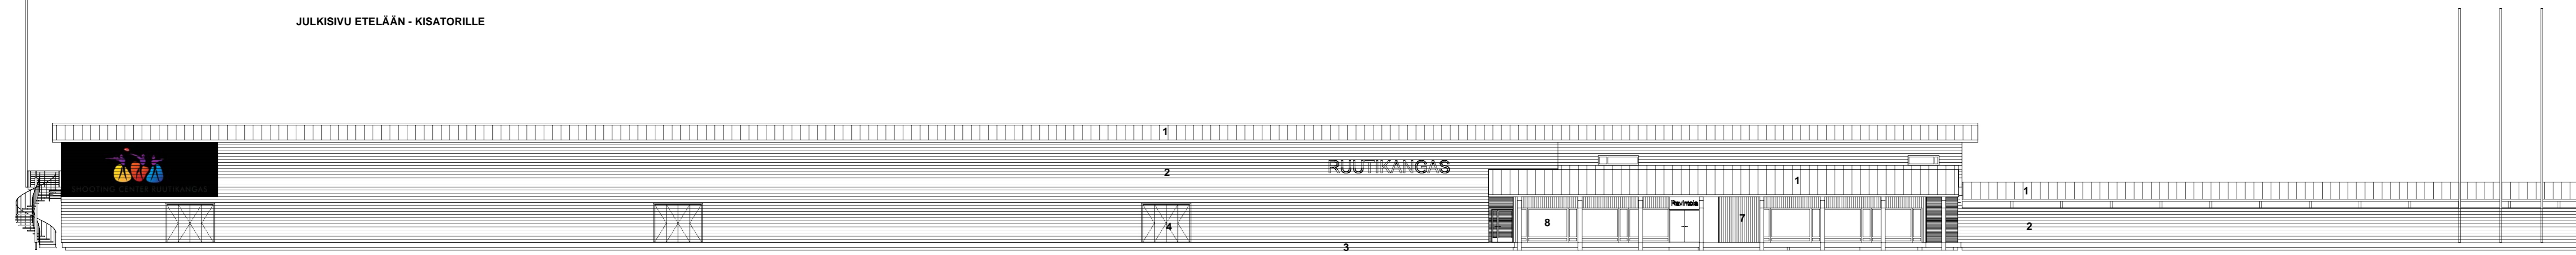 JULKISIVU ETELÄÄN - KISATORILLE
1
2
RUUTIKANGAS
1
1
SHOOTING CENTER RUUTIKANGAS
Ravintola
8
7
4
2
3